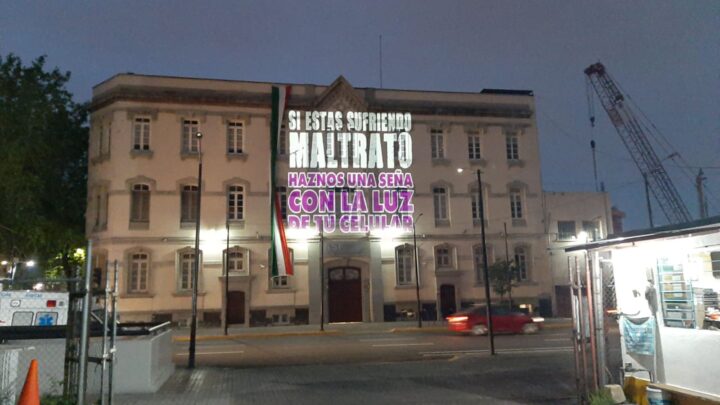 SI ESTAS SUFRIENDO
MALTRATO
HAZNOS UNA SEÑA
CON LA LUZ
DE TU CELULAR